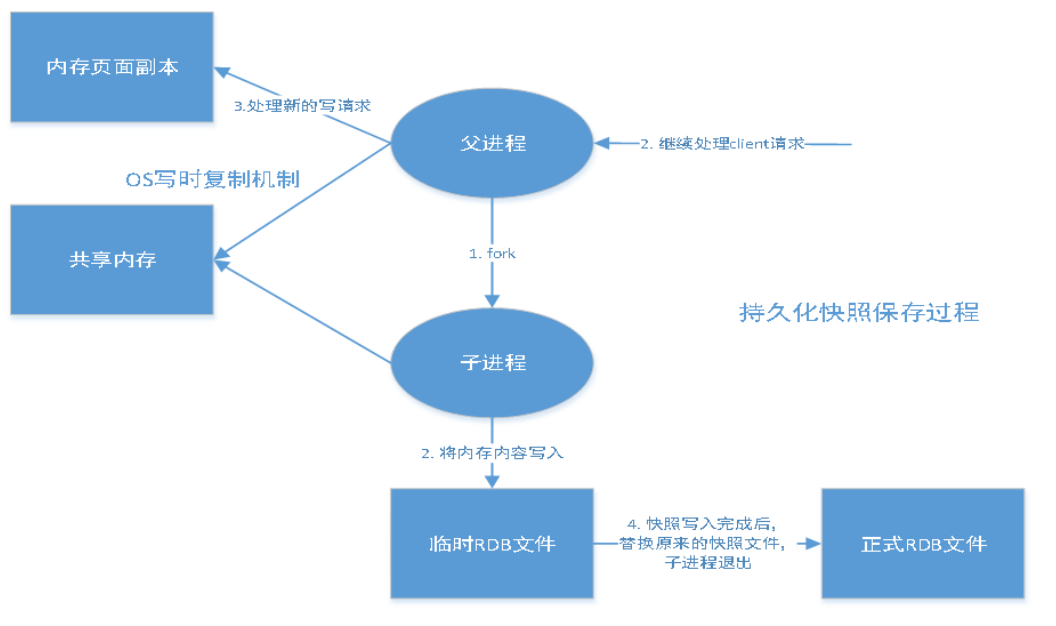 内存页面副本
3.处理新的写请求
父进程
2. 继续处理client请求
OS写时复制机制
共享内存
1. fork
持久化快照保存过程
子进程
2. 将内存内容写入
临时RDB文件
4. 快照写入完成后,
替换原来的快照文件,
子进程退出
正式RDB文件